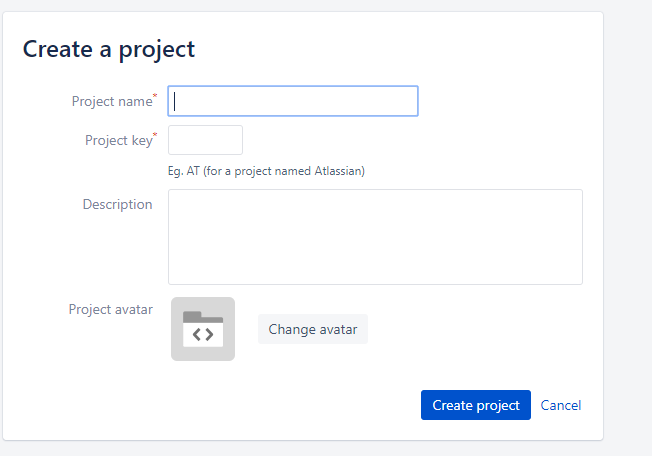 Create a project
Project name*
Project key*
Eg. AT (for a project named Atlassian)
Description
Project avatar
Change avatar
Create project Cancel